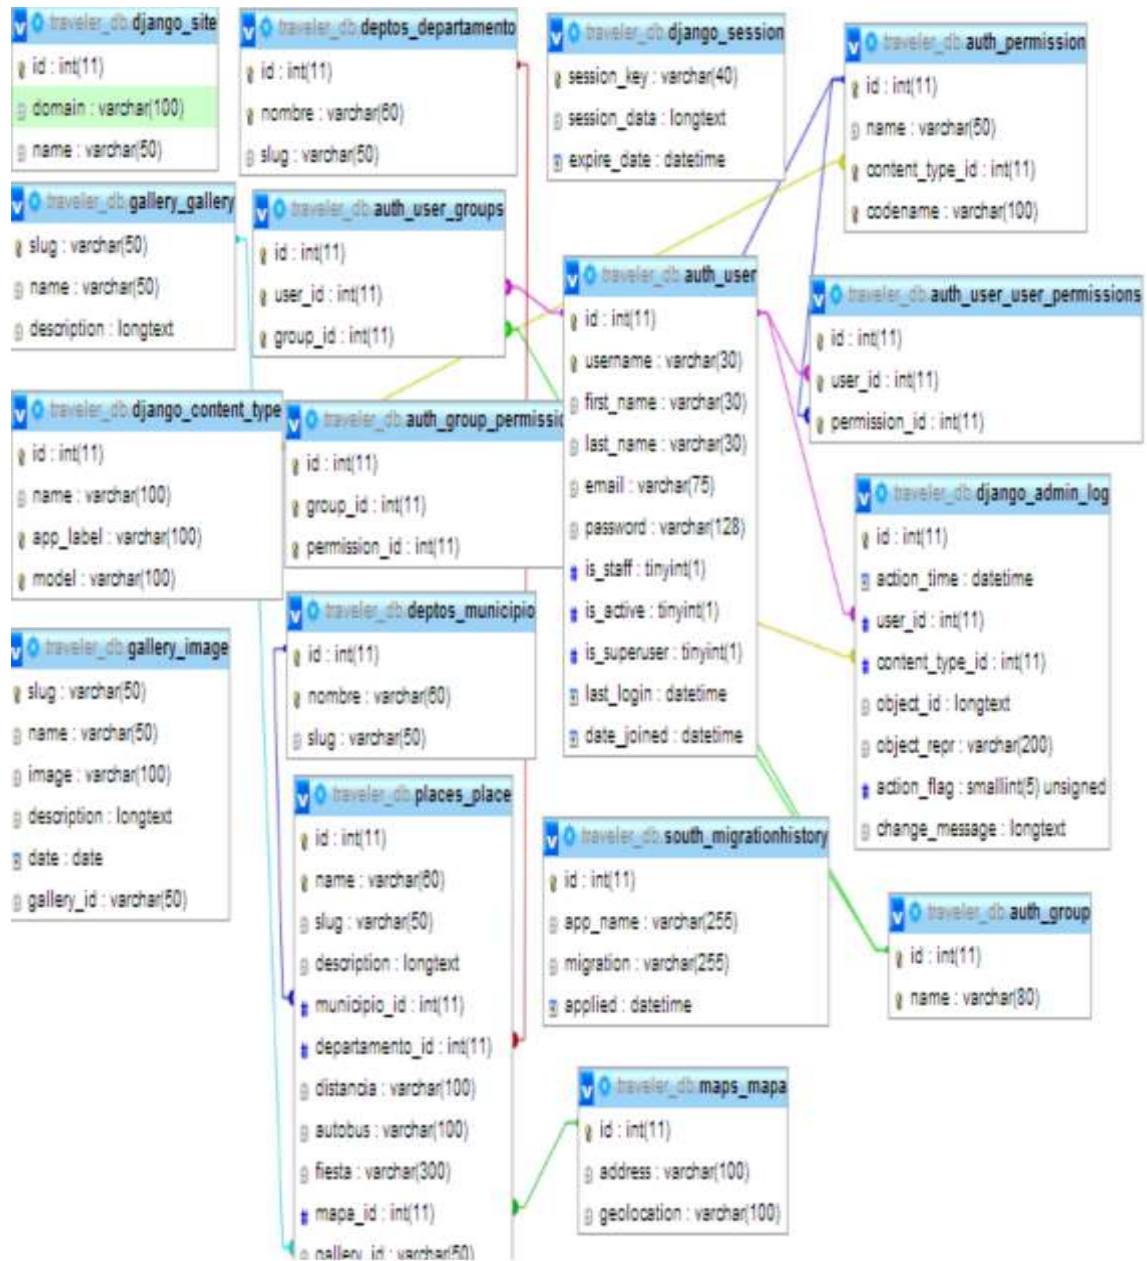 traveler_db.django_site
id : int(11)
domain : varchar(100)
name : varchar(50)
traveler_db.deptos_departamento
id : int(11)
nombre : varchar(60)
slug : varchar(50)
traveler_db.django_session
session_key : varchar(40)
session_data : longtext
expire_date : datetime
traveler_db.auth_permission
id : int(11)
name : varchar(50)
content_type_id : int(11)
codename : varchar(100)
traveler_db.gallery_gallery
slug : varchar(50)
name : varchar(50)
description : longtext
traveler_db.auth_user_groups
id : int(11)
user_id : int(11)
group_id : int(11)
traveler_db.auth_user
id : int(11)
username : varchar(30)
first_name : varchar(30)
last_name : varchar(30)
email : varchar(75)
password : varchar(128)
is_staff : tinyint(1)
is_active : tinyint(1)
is_superuser : tinyint(1)
last_login : datetime
date_joined : datetime
traveler_db.auth_user_user_permissions
id : int(11)
user_id : int(11)
permission_id : int(11)
traveler_db.django_content_type
id : int(11)
name : varchar(100)
app_label : varchar(100)
model : varchar(100)
traveler_db.auth_group_permissio
id : int(11)
group_id : int(11)
permission_id : int(11)
traveler_db.django_admin_log
id : int(11)
action_time : datetime
user_id : int(11)
content_type_id : int(11)
object_id : longtext
object_repr : varchar(200)
action_flag : smallint(5) unsigned
change_message : longtext
traveler_db.deptos_municipio
id : int(11)
nombre : varchar(60)
slug : varchar(50)
traveler_db.gallery_image
slug : varchar(50)
name : varchar(50)
image : varchar(100)
description : longtext
date : date
gallery_id : varchar(50)
traveler_db.places_place
id : int(11)
name : varchar(60)
slug : varchar(50)
description : longtext
municipio_id : int(11)
departamento_id : int(11)
distancia : varchar(100)
autobus : varchar(100)
fiesta : varchar(300)
mapa_id : int(11)
gallery_id : varchar(50)
traveler_db.south_migrationhistory
id : int(11)
app_name : varchar(255)
migration : varchar(255)
applied : datetime
traveler_db.auth_group
id : int(11)
name : varchar(80)
traveler_db.maps_mapa
id : int(11)
address : varchar(100)
geolocation : varchar(100)